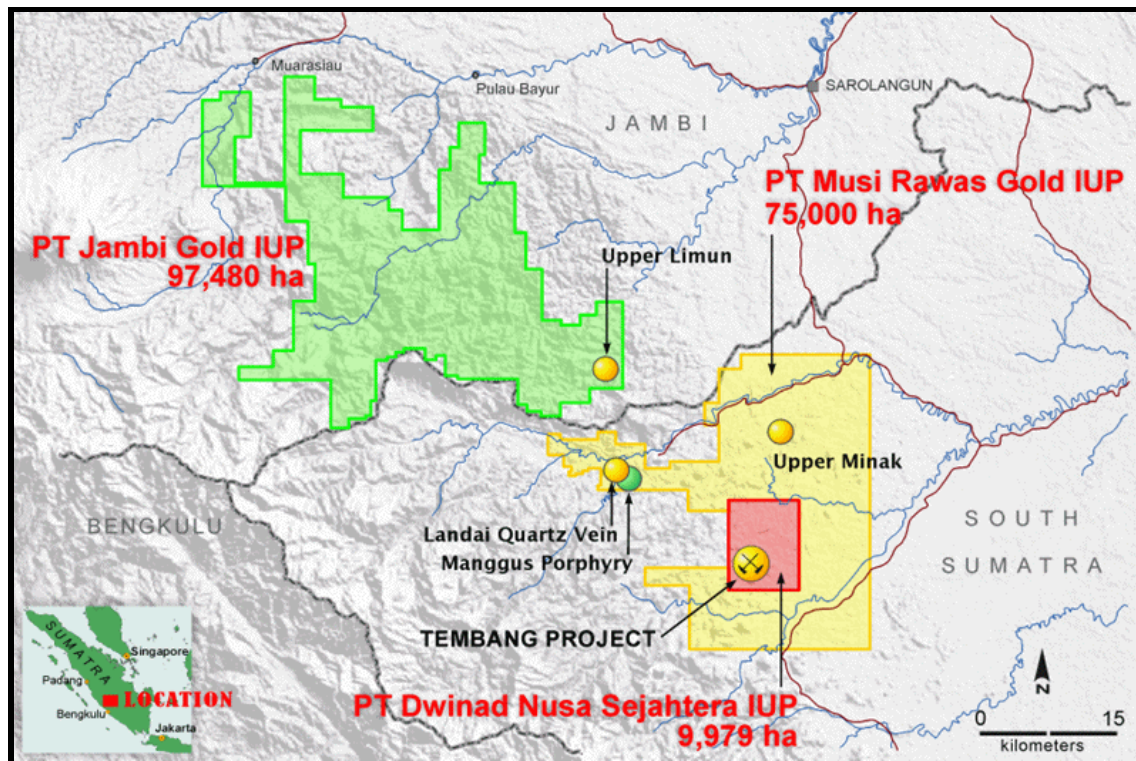 Muarasiau
Pulau Bayur
SAROLANGUN
JAMBI
PT Musi Rawas Gold IUP
75,000 ha
PT Jambi Gold IUP
97,480 ha
Upper Limun
Upper Minak
Landai Quartz Vein
Manggus Porphyry
BENGKULU
SOUTH
SUMATRA
TEMBANG PROJECT
PT Dwinad Nusa Sejahtera IUP
9,979 ha
SUMATRA
Singapore
Padang
LOCATION
Bengkulu
Jakarta
N
0 15
kilometers